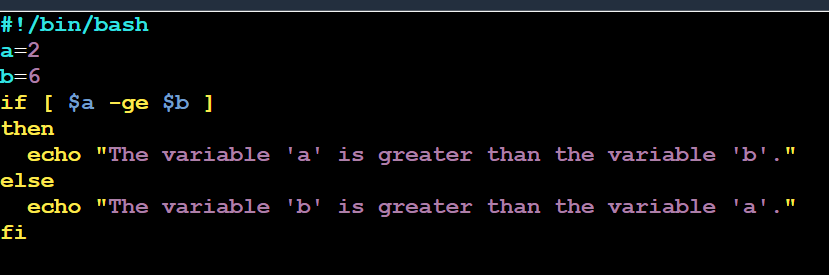 #!/bin/bash
a=2
b=6
if [ $a -ge $b ]
then
  echo "The variable 'a' is greater than the variable 'b'."
else
  echo "The variable 'b' is greater than the variable 'a'."
fi